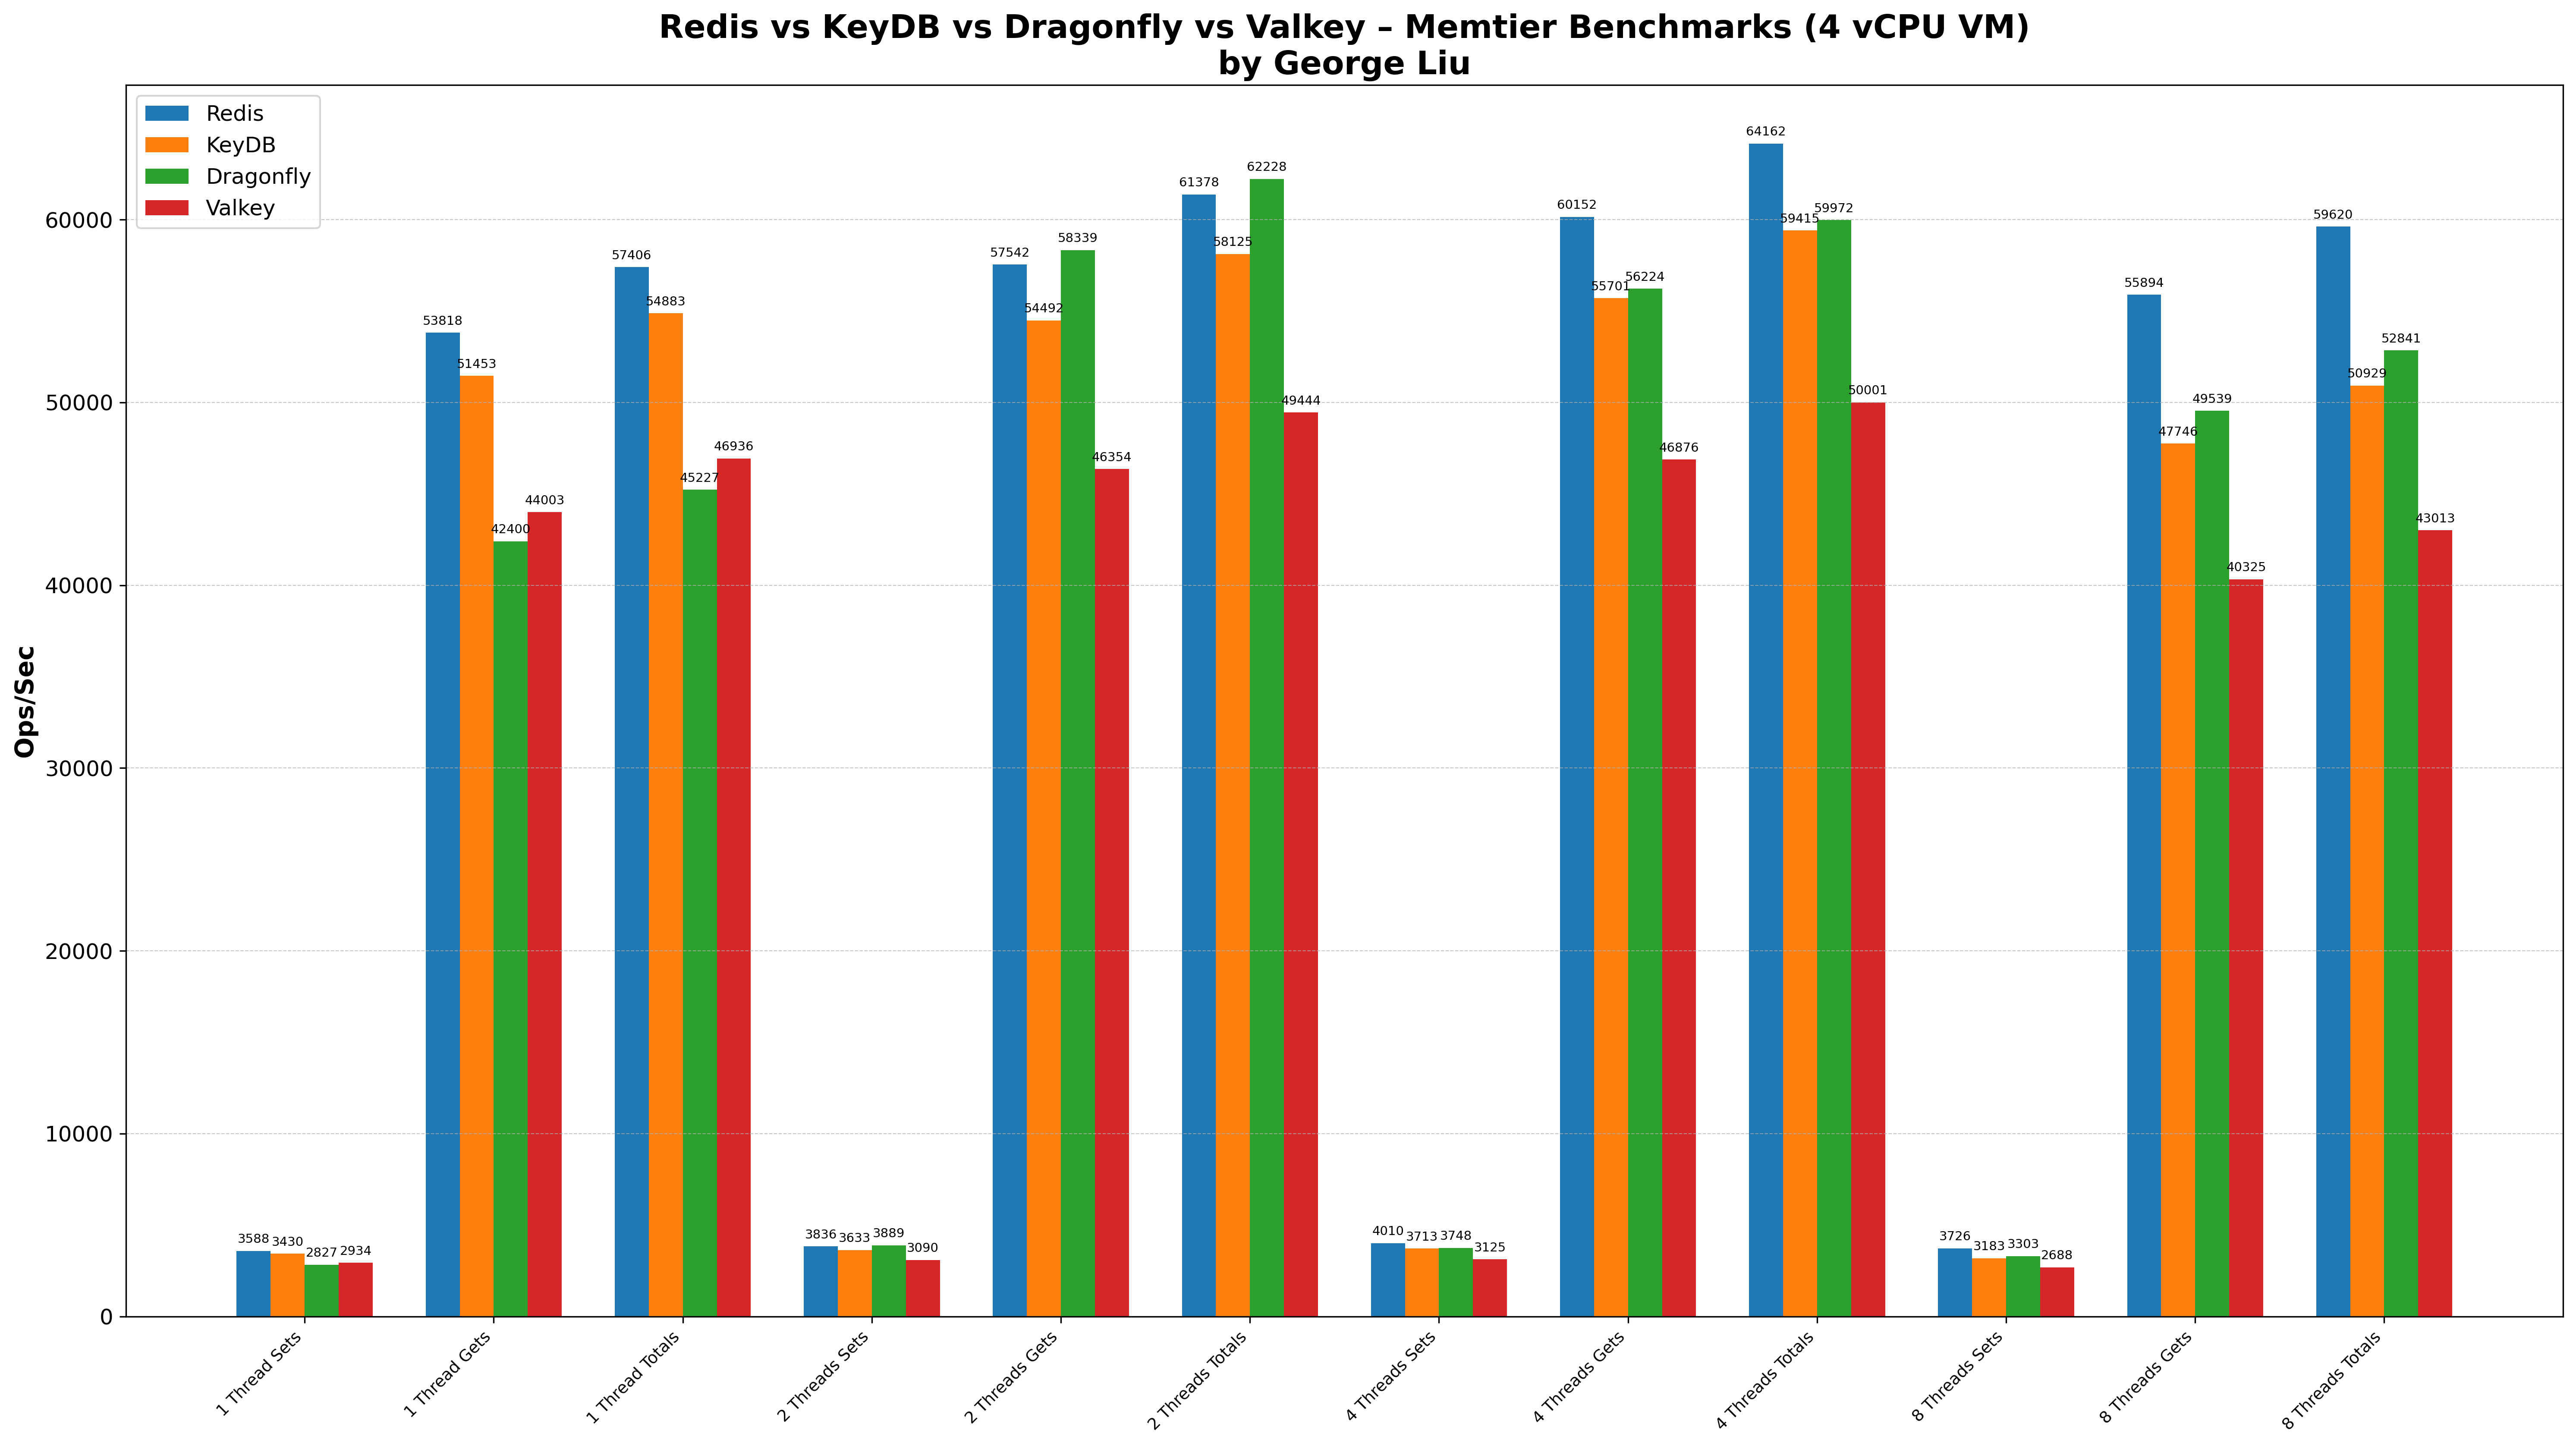 Redis vs KeyDB vs Dragonfly vs Valkey – Memtier Benchmarks (4 vCPU VM)
by George Liu
Redis
KeyDB
Dragonfly
Valkey
Ops/Sec
60000
50000
40000
30000
20000
10000
0
3588 3430 2827 2934
53818 51453 42400 44003
57406 54883 45227 46936
3836 3633 3889 3090
57542 54492 58339 46354
61378 58125 62228 49444
4010 3713 3748 3125
60152 55701 56224 46876
64162 59415 59972 50001
3726 3183 3303 2688
55894 47746 49539 40325
59620 50929 52841 43013
1 Thread Sets
1 Thread Gets
1 Thread Totals
2 Threads Sets
2 Threads Gets
2 Threads Totals
4 Threads Sets
4 Threads Gets
4 Threads Totals
8 Threads Sets
8 Threads Gets
8 Threads Totals